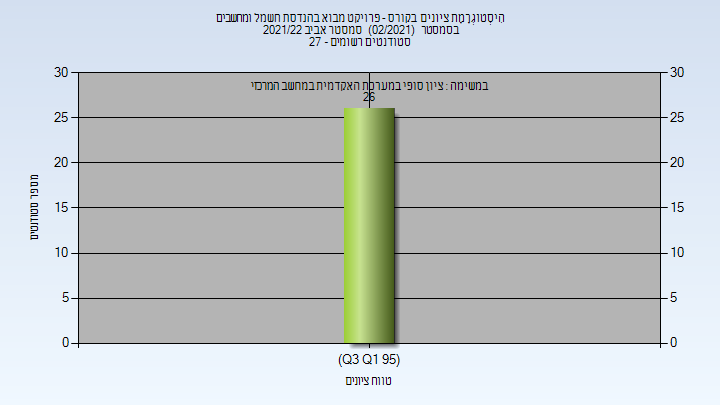 היסטוגרמת ציונים בקורס - פרויקט מבוא בהנדסת חשמל ומחשבים
בסמסטר (02/2021) סמסטר אביב 2021/22
סטודנטים רשומים - 27
במשימה : ציון סופי במערכת האקדמית במחשב המרכזי
26
30 30
25 25
20 20
15 15
10 10
5 5
0 0
מספר סטודנטים
(Q3 Q1 95)
טווח ציונים